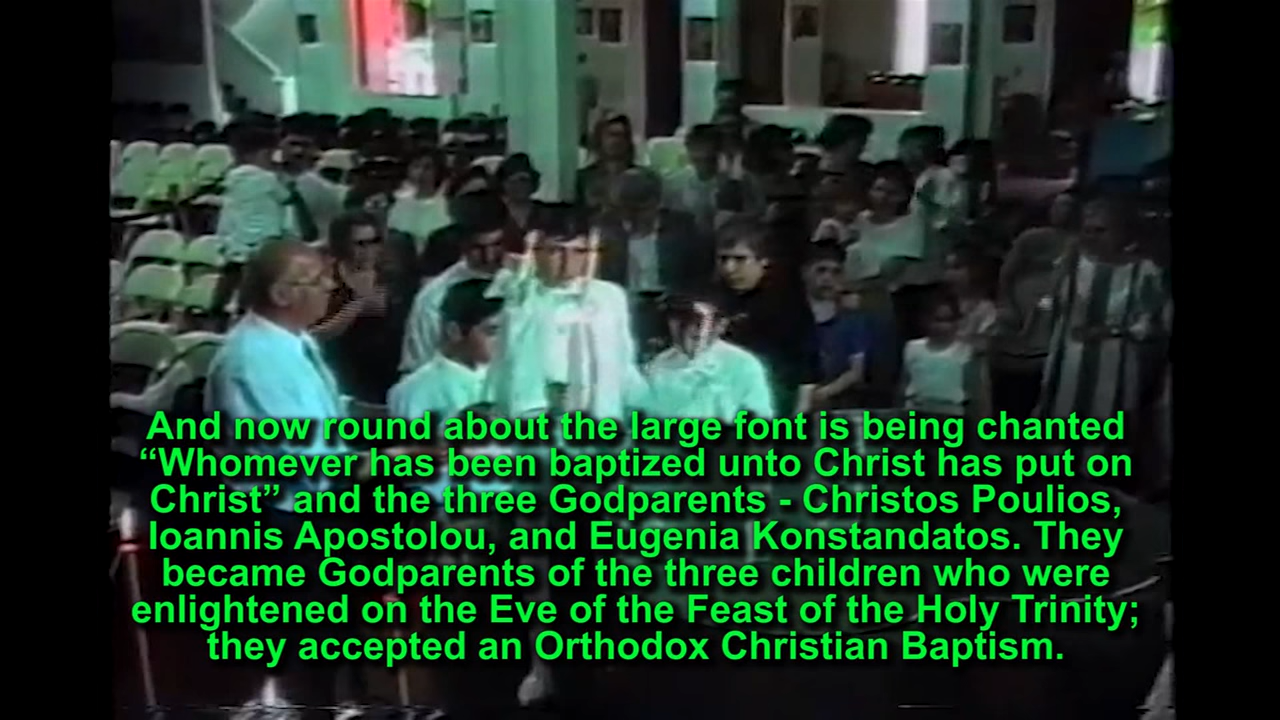 And now round about the large font is being chanted
“Whomever has been baptized unto Christ has put on
Christ” and the three Godparents - Christos Poulios,
Ioannis Apostolou, and Eugenia Konstandatos. They
became Godparents of the three children who were
enlightened on the Eve of the Feast of the Holy Trinity;
they accepted an Orthodox Christian Baptism.